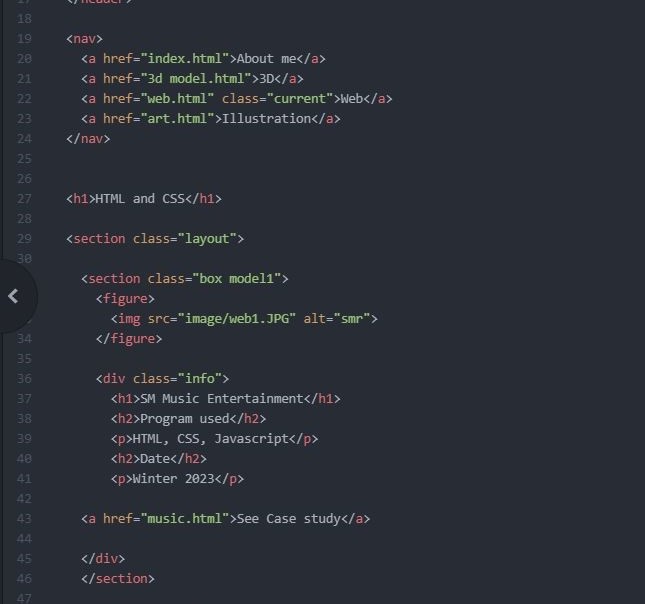 17 </header>
18
19 <nav>
20 <a href="index.html">About me</a>
21 <a href="3d model.html">3D</a>
22 <a href="web.html" class="current">Web</a>
23 <a href="art.html">Illustration</a>
24 </nav>
25
26
27 <h1>HTML and CSS</h1>
28
29 <section class="layout">
30
<section class="box model1">
<figure>
<img src="image/web1.JPG" alt="smr">
34 </figure>
35
36 <div class="info">
37 <h1>SM Music Entertainment</h1>
38 <h2>Program used</h2>
39 <p>HTML, CSS, Javascript</p>
40 <h2>Date</h2>
41 <p>Winter 2023</p>
42
43 <a href="music.html">See Case study</a>
44
45 </div>
46 </section>
47